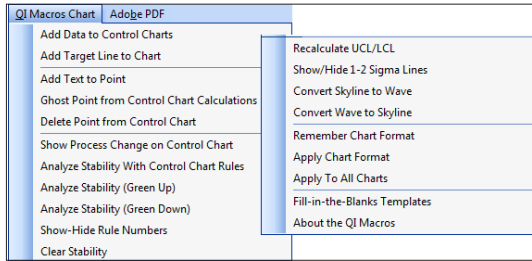 QI Macros Chart Adobe PDF
Add Data to Control Charts
Add Target Line to Chart
Add Text to Point
Ghost Point from Control Chart Calculations
Delete Point from Control Chart
Show Process Change on Control Chart
Analyze Stability With Control Chart Rules
Analyze Stability (Green Up)
Analyze Stability (Green Down)
Show-Hide Rule Numbers
Clear Stability
Recalculate UCL/LCL
Show/Hide 1-2 Sigma Lines
Convert Skyline to Wave
Convert Wave to Skyline
Remember Chart Format
Apply Chart Format
Apply To All Charts
Fill-in-the-Blanks Templates
About the QI Macros